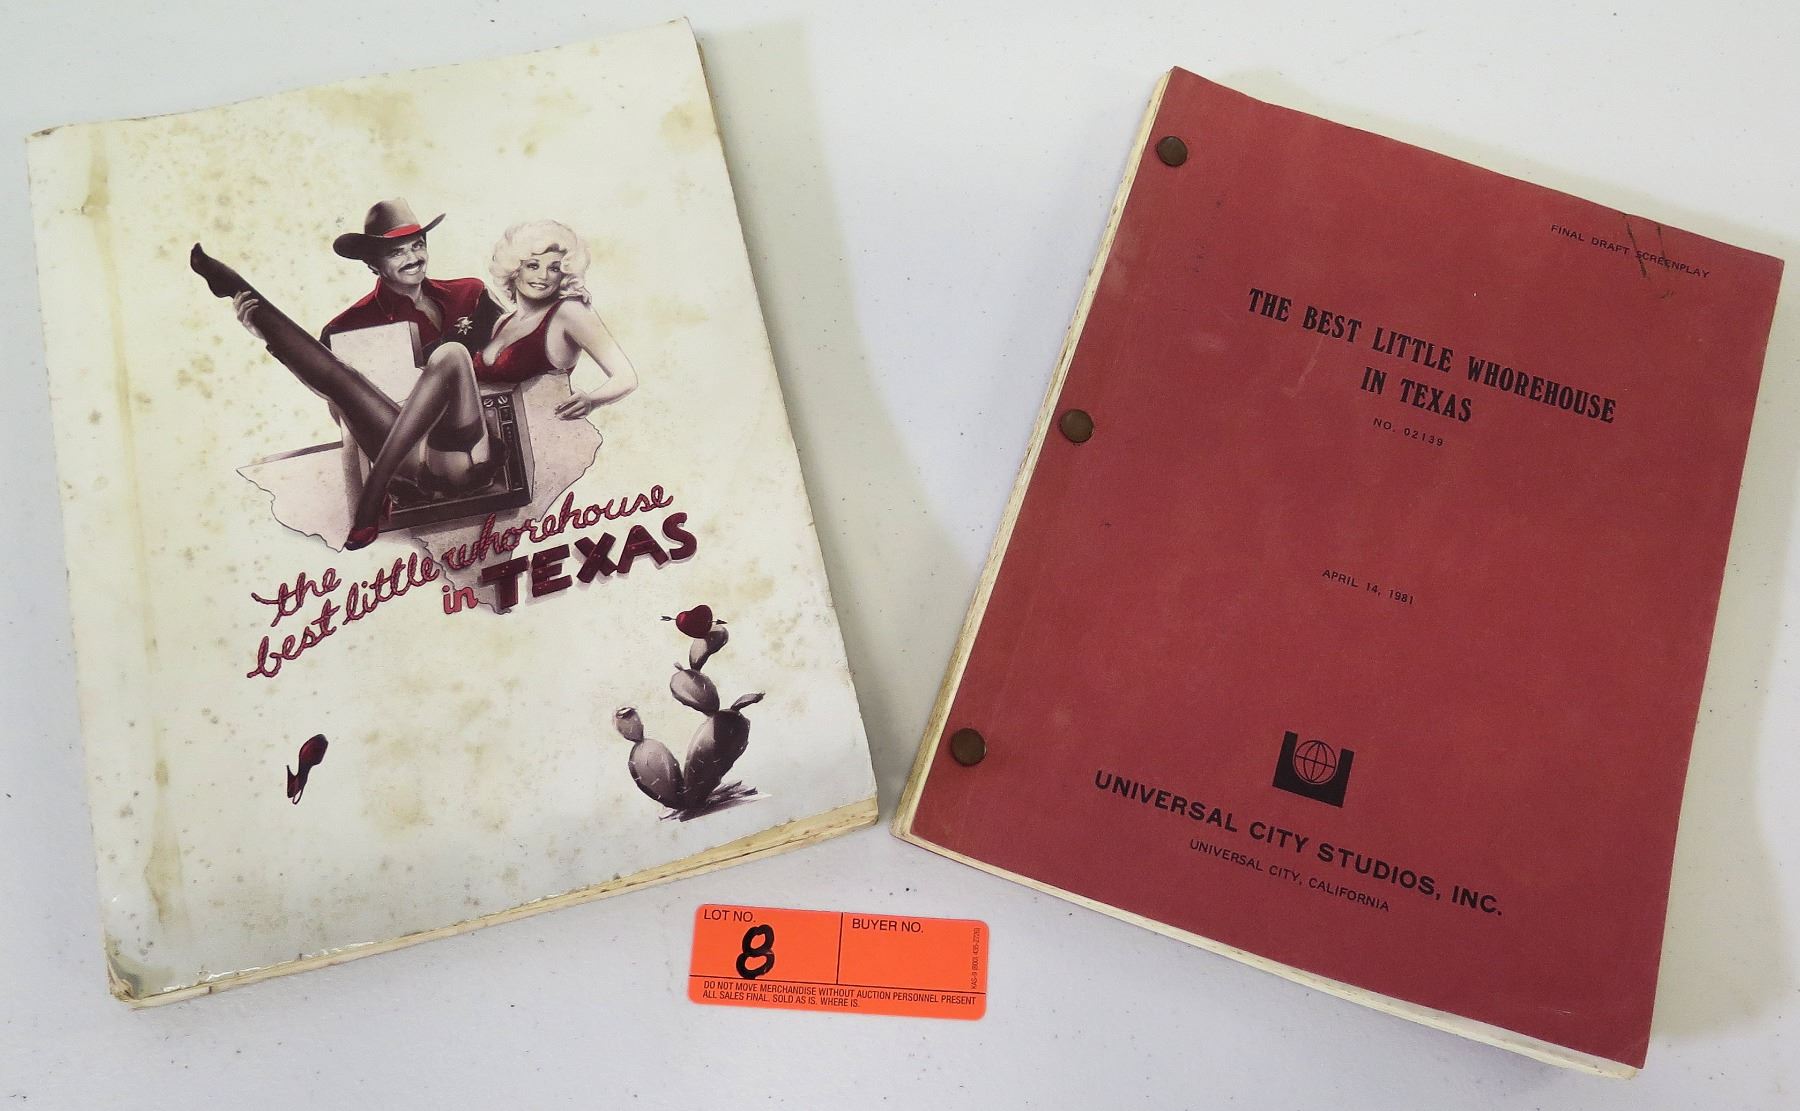 the
best little whorehouse
in TEXAS
FINAL DRAFT SCREENPLAY
THE BEST LITTLE WHOREHOUSE
IN TEXAS
NO. 02139
APRIL 14, 1981
UNIVERSAL CITY STUDIOS, INC.
UNIVERSAL CITY, CALIFORNIA
LOT NO.
8
BUYER NO.
DO NOT MOVE MERCHANDISE WITHOUT AUCTION PERSONNEL PRESENT
ALL SALES FINAL. SOLD AS IS. WHERE IS.